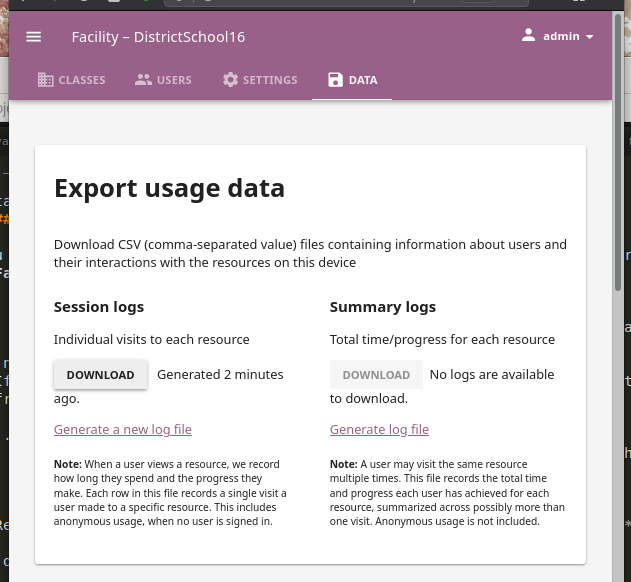 Facility – DistrictSchool16
admin
CLASSES USERS SETTINGS DATA
Export usage data
Download CSV (comma-separated value) files containing information about users and
their interactions with the resources on this device
Session logs
Individual visits to each resource
DOWNLOAD Generated 2 minutes
ago.
Generate a new log file
Note: When a user views a resource, we record
how long they spend and the progress they
make. Each row in this file records a single visit a
user made to a specific resource. This includes
anonymous usage, when no user is signed in.
Summary logs
Total time/progress for each resource
DOWNLOAD No logs are available
to download.
Generate log file
Note: A user may visit the same resource
multiple times. This file records the total time
and progress each user has achieved for each
resource, summarized across possibly more than
one visit. Anonymous usage is not included.